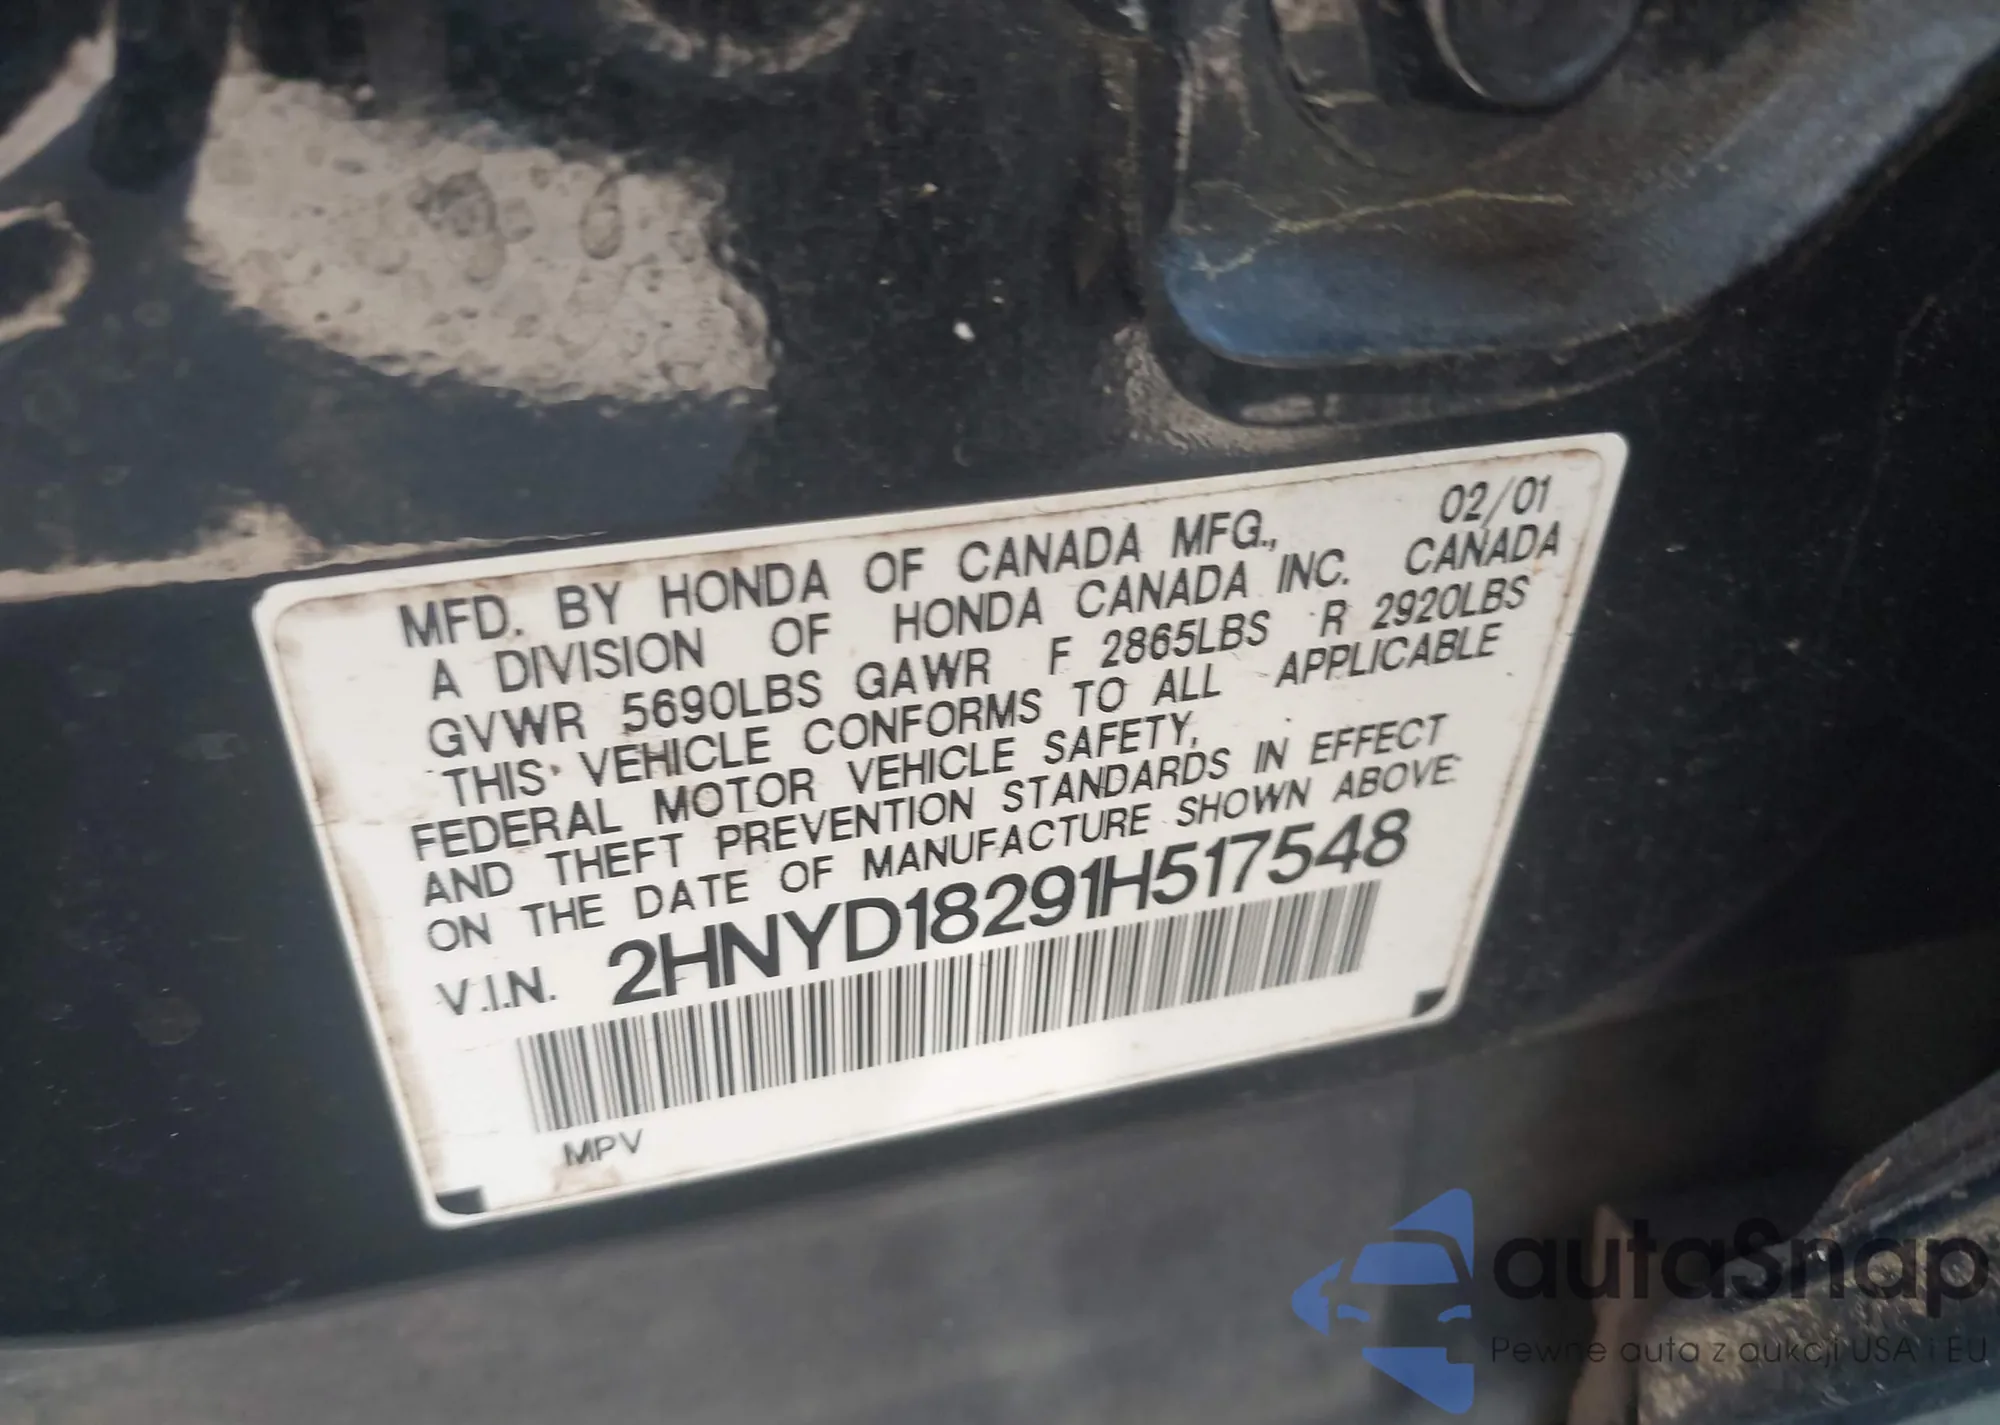 02/01
MFD. BY HONDA OF CANADA MFG.,
A DIVISION OF HONDA CANADA INC. CANADA
GVWR 5690LBS GAWR F 2865LBS R 2920LBS
THIS VEHICLE CONFORMS TO ALL APPLICABLE
FEDERAL MOTOR VEHICLE SAFETY,
AND THEFT PREVENTION STANDARDS IN EFFECT
ON THE DATE OF MANUFACTURE SHOWN ABOVE.
V.I.N. 2HNYD18291H517548
MPV
autaSnap
Pewne auta z aukcji USA i EU